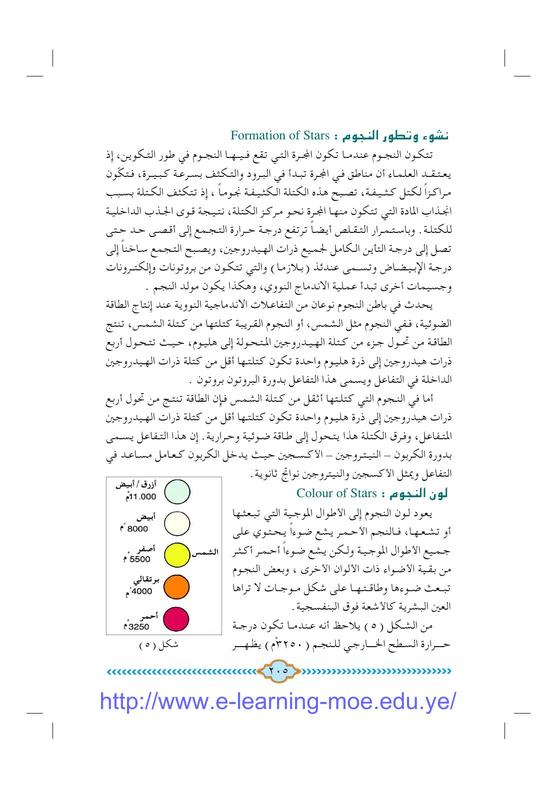 نشوء وتطور النجوم : Formation of Stars
تتكون النجوم عندما تكون المجرة التي تقع فيها النجوم في طور التكوين، إذ
يعتقد العلماء أن مناطق في المجرة تبدأ في البرود والتكثف بسرعة كبيرة، فتكّون
مراكزاً لكتل كثيفة، تصبح هذه الكتلة الكثيفة نجوماً ، إذ تتكثف الكتلة بسبب
انجذاب المادة التي تتكون منها المجرة نحو مركز الكتلة، نتيجة قوى الجذب الداخلية
للكتلة . وباستمرار التقلص أيضاً ترتفع درجة حرارة التجمع إلى أقصى حد حتى
تصل إلى درجة التأين الكامل لجميع ذرات الهيدروجين، ويصبح التجمع ساخناً إلى
درجة الإبيضاض وتسمى عندئذ ( بلازما ) والتي تتكون من بروتونات وإلكترونات
وجسيمات أخرى تبدأ عملية الاندماج النووي، وهكذا يكون مولد النجم .
يحدث في باطن النجوم نوعان من التفاعلات الاندماجية النووية عند إنتاج الطاقة
الضوئية، ففي النجوم مثل الشمس، أو النجوم القريبة كتلتها من كتلة الشمس، تنتج
الطاقة من تحول جزء من كتلة الهيدروجين المتحولة إلى هليوم، حيث تتحول أربع
ذرات هيدروجين إلى ذرة هليوم واحدة تكون كتلتها أقل من كتلة ذرات الهيدروجين
الداخلة في التفاعل ويسمى هذا التفاعل بدورة البروتون بروتون .
أما في النجوم التي كتلتها أثقل من كتلة الشمس فإن الطاقة تنتج من تحول أربع
ذرات هيدروجين إلى ذرة هليوم واحدة تكون كتلتها أقل من كتلة ذرات الهيدروجين
المتفاعل، وفرق الكتلة هذا يتحول إلى طاقة ضوئية وحرارية . إن هذا التفاعل يسمى
بدورة الكربون – النيتروجين – الاكسجين حيث يدخل الكربون كعامل مساعد في
التفاعل ويمثل الأكسجين والنيتروجين نواتج ثانوية .
لون النجوم : Colour of Stars
يعود لون النجوم إلى الأطوال الموجية التي تبعثها
أو تشعها، فالنجم الأحمر يشع ضوءاً يحتوي على
جميع الأطوال الموجية ولكن يشع ضوءاً أحمر أكثر
من بقية الأضواء ذات الألوان الأخرى ، وبعض النجوم
تبعث ضوءها وطاقتها على شكل موجات لا تراها
العين البشرية كالأشعة فوق البنفسجية .
من الشكل ( ٥ ) يلاحظ أنه عندما تكون درجة
حرارة السطح الخارجي للنجم ( ٣٢٥٠°م ) يظهر
أزرق / أبيض
11.000°م
أبيض
8000°م
أصفر
5500°م
الشمس
برتقالي
4000°م
أحمر
3250°م
شكل ( ٥ )
٢٠٥
http://www.e-learning-moe.edu.ye/